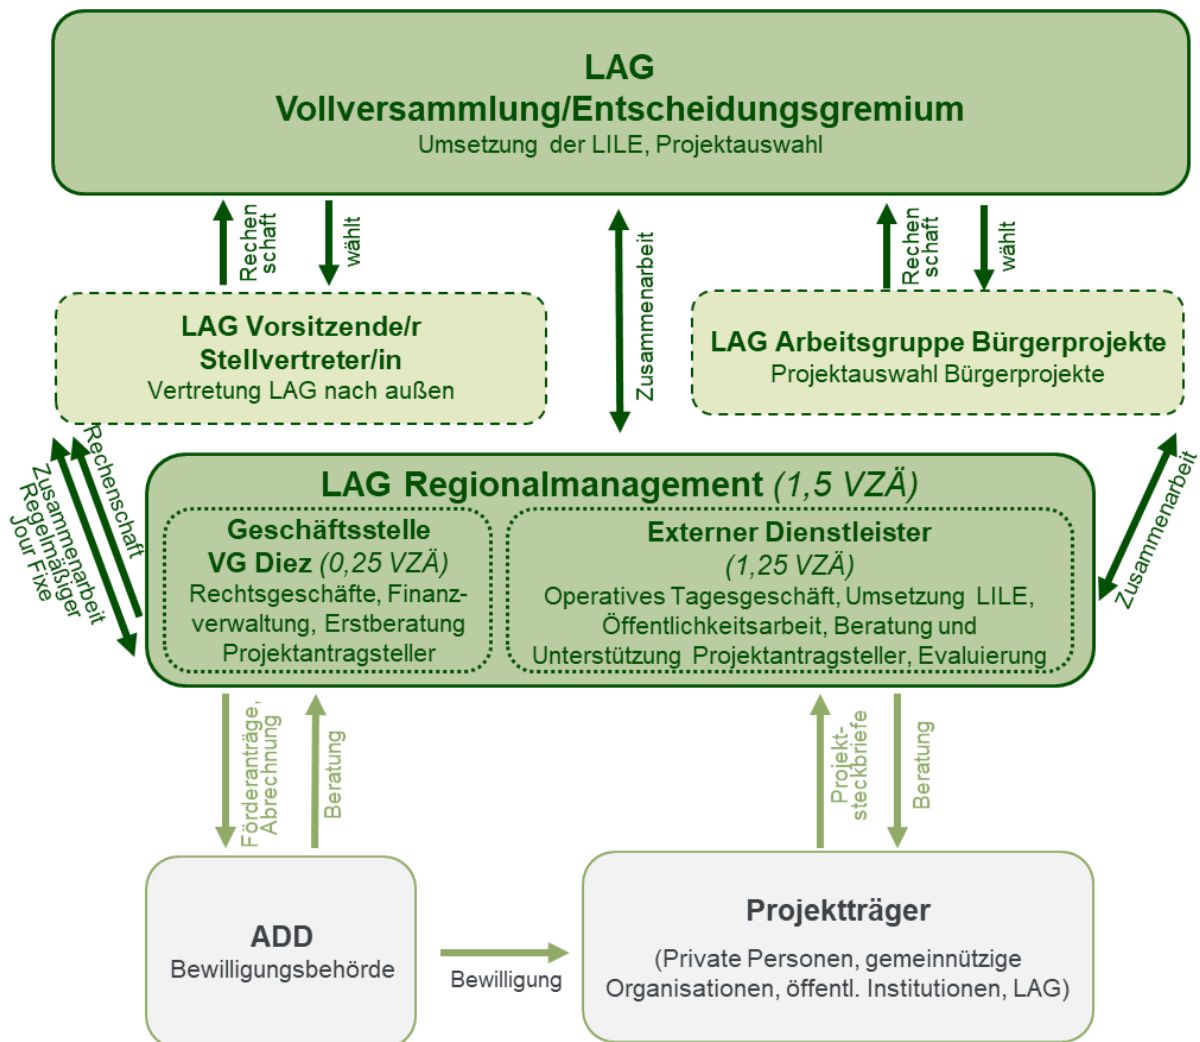 LAG
Vollversammlung/Entscheidungsgremium
Umsetzung der LILE, Projektauswahl
Rechen
schaft
wählt
Zusammenarbeit
Rechen
schaft
wählt
LAG Vorsitzende/r
Stellvertreter/in
Vertretung LAG nach außen
LAG Arbeitsgruppe Bürgerprojekte
Projektauswahl Bürgerprojekte
Rechenschaft
Zusammenarbeit
Regelmäßiger
Jour Fixe
Zusammenarbeit
LAG Regionalmanagement (1,5 VZÄ)
Geschäftsstelle
VG Diez (0,25 VZÄ)
Rechtsgeschäfte, Finanz-
verwaltung, Erstberatung
Projektantragsteller
Externer Dienstleister
(1,25 VZÄ)
Operatives Tagesgeschäft, Umsetzung LILE,
Öffentlichkeitsarbeit, Beratung und
Unterstützung Projektantragsteller, Evaluierung
Förderanträge,
Abrechnung
Beratung
Projekt-
steckbriefe
Beratung
ADD
Bewilligungsbehörde
Bewilligung
Projektträger
(Private Personen, gemeinnützige
Organisationen, öffentl. Institutionen, LAG)